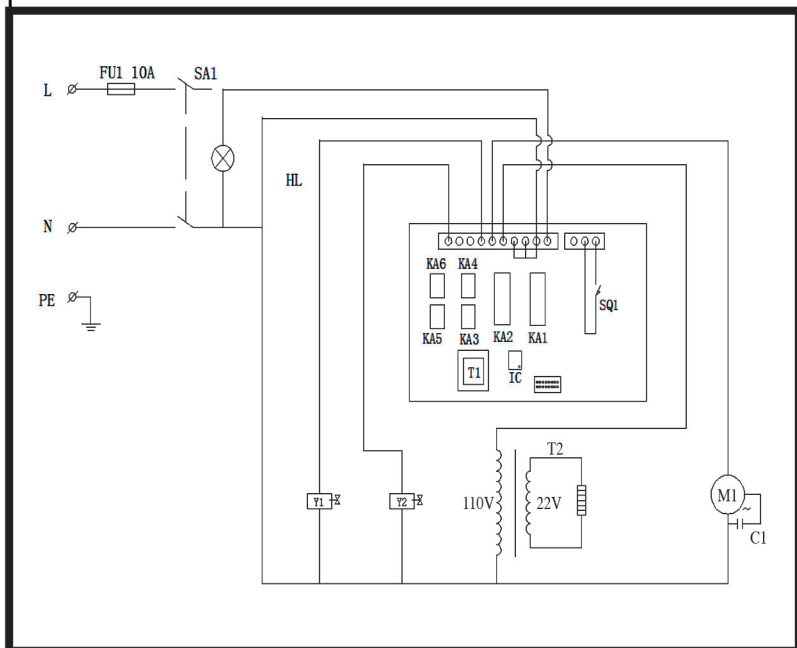 FU1 10A SA1
L
HL
N
KA6 KA4
SQ1
PE
KA5 KA3 KA2 KA1
T1 IC
T2
Y1 Y2 110V 22V M1
~
C1